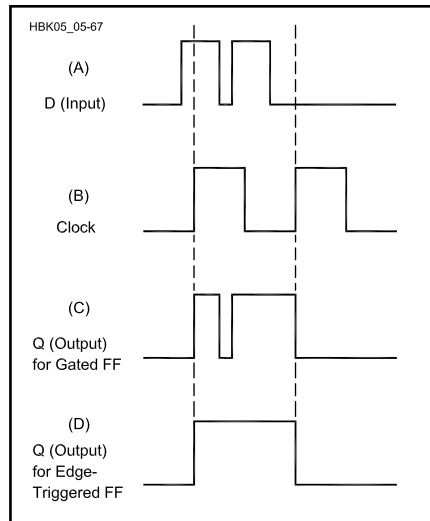 HBK05_05-67
(A)
D (Input)
(B)
Clock
(C)
Q (Output)
for Gated FF
(D)
Q (Output)
for Edge-
Triggered FF